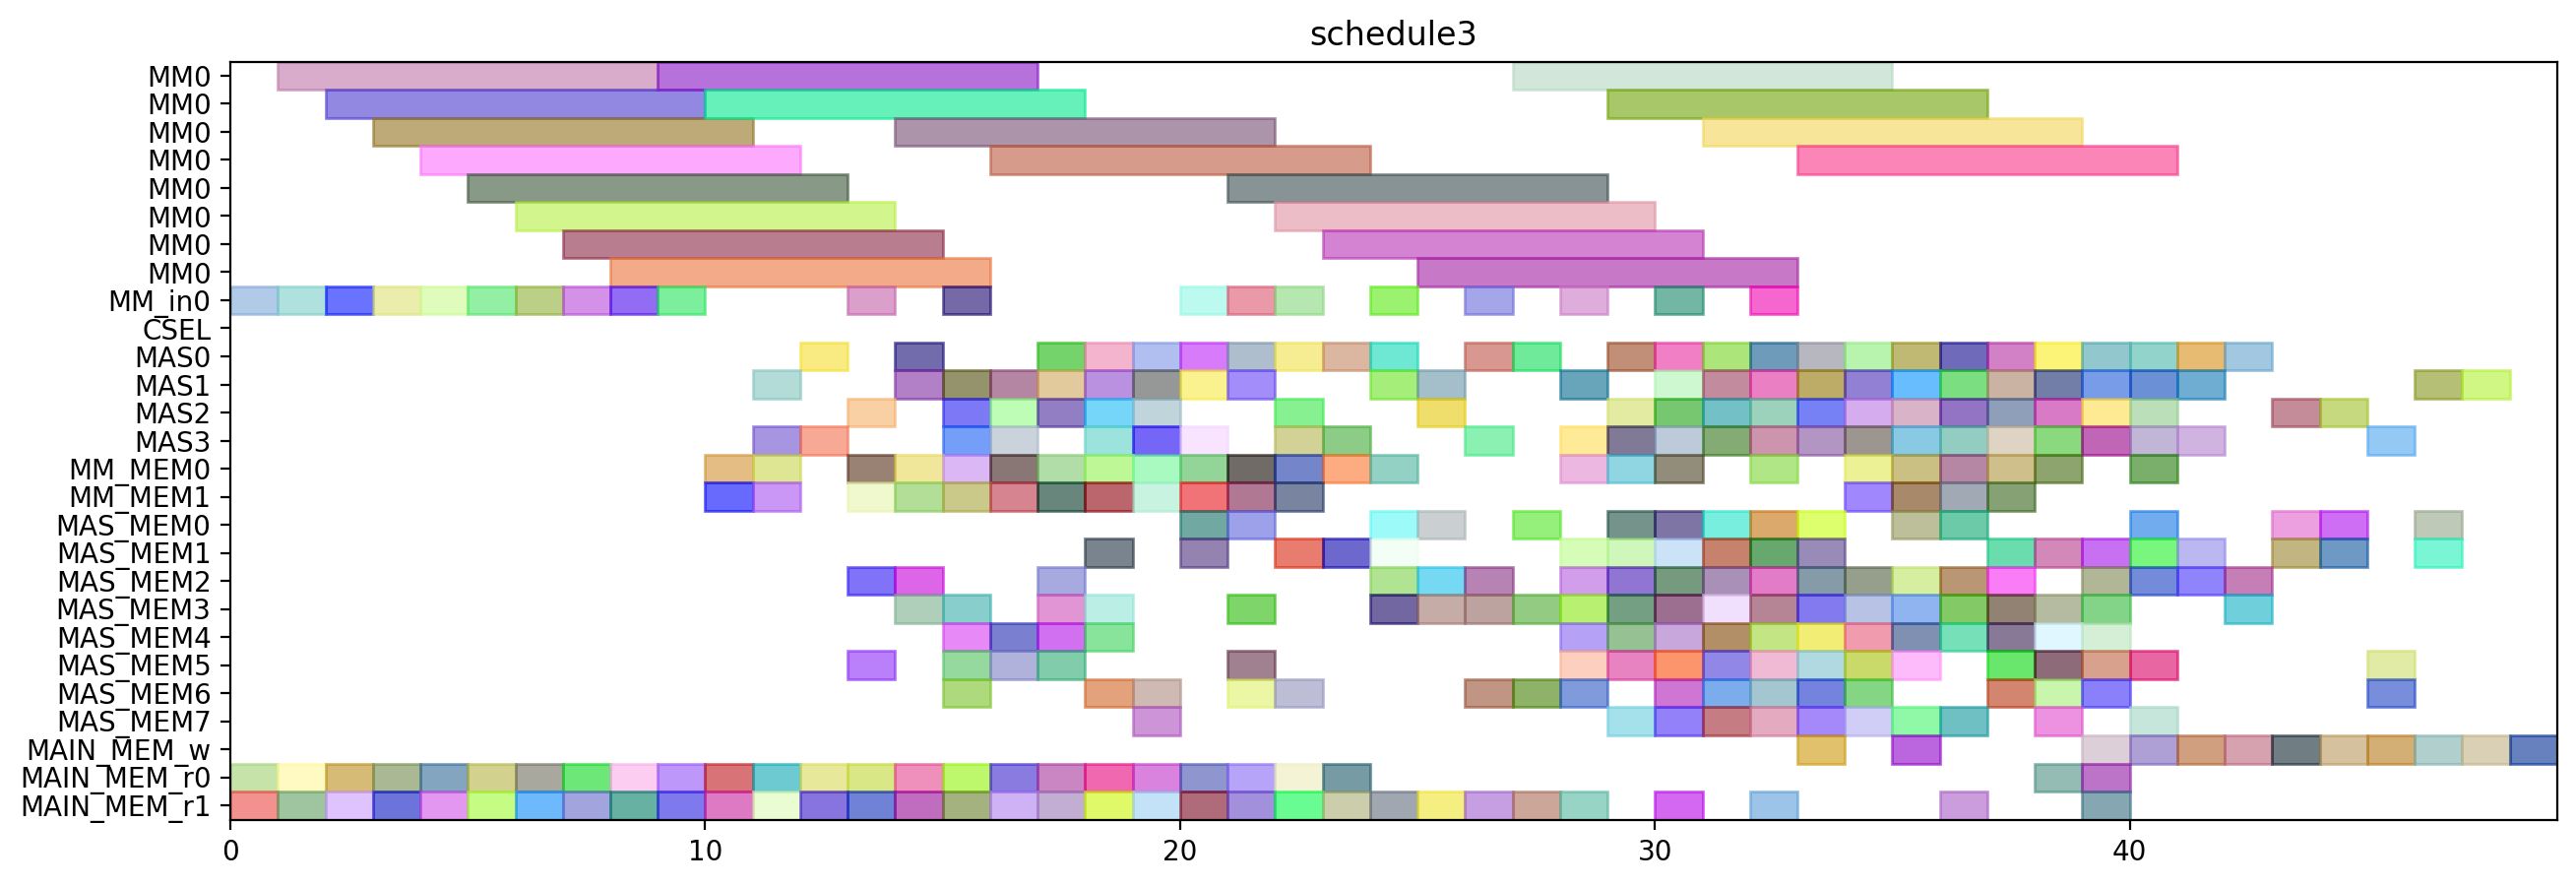 schedule3
MM0
MM0
MM0
MM0
MM0
MM0
MM0
MM0
MM_in0
CSEL
MAS0
MAS1
MAS2
MAS3
MM_MEM0
MM_MEM1
MAS_MEM0
MAS_MEM1
MAS_MEM2
MAS_MEM3
MAS_MEM4
MAS_MEM5
MAS_MEM6
MAS_MEM7
MAIN_MEM_w
MAIN_MEM_r0
MAIN_MEM_r1
0 10 20 30 40